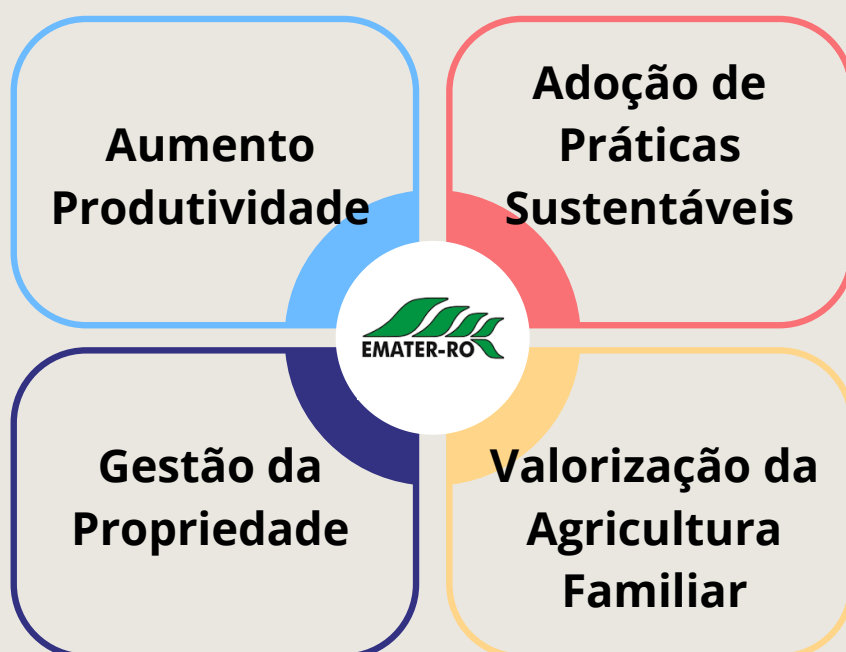 Aumento
Produtividade
Adoção de
Práticas
Sustentáveis
EMATER-RO
Gestão da
Propriedade
Valorização da
Agricultura
Familiar